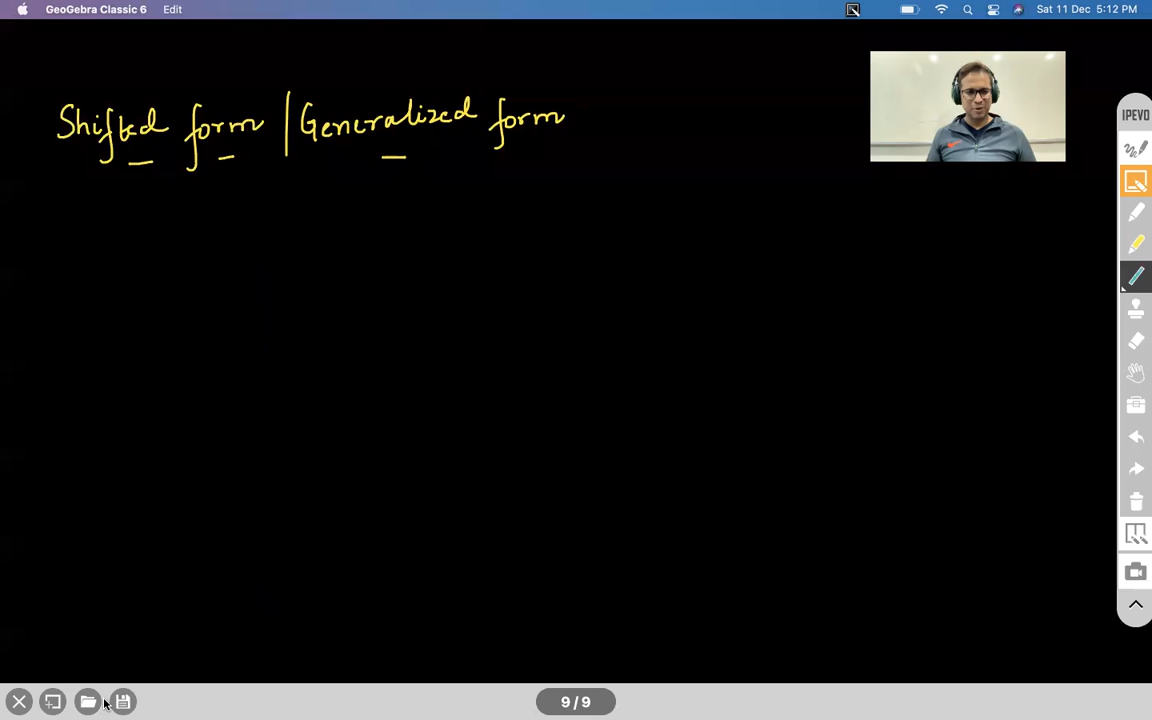 GeoGebra Classic 6 Edit Sat 11 Dec 5:12 PM
Shifted form | Generalized form
IPEVO
9 / 9